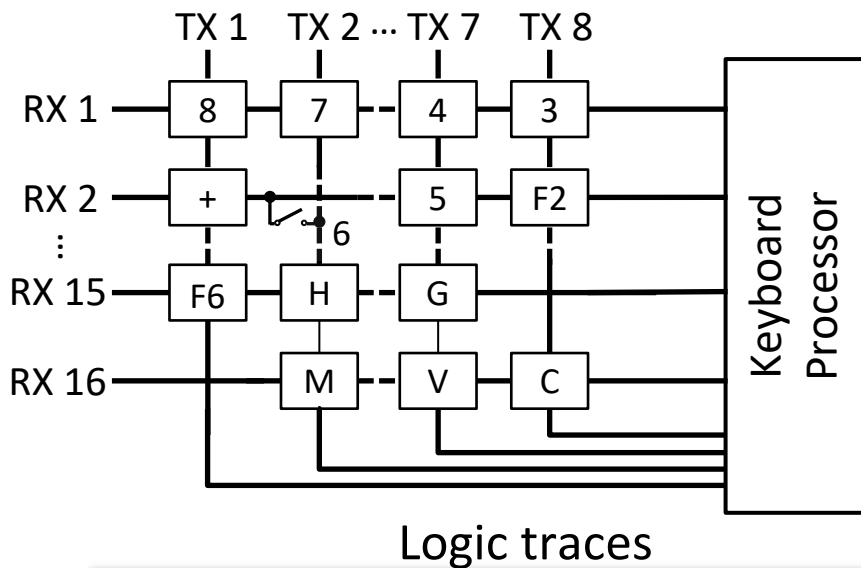 TX 1 TX 2 ... TX 7 TX 8
RX 1 8 7 4 3
RX 2 + 5 F2
6
...
RX 15 F6 H G
RX 16 M V C
Keyboard
Processor
Logic traces